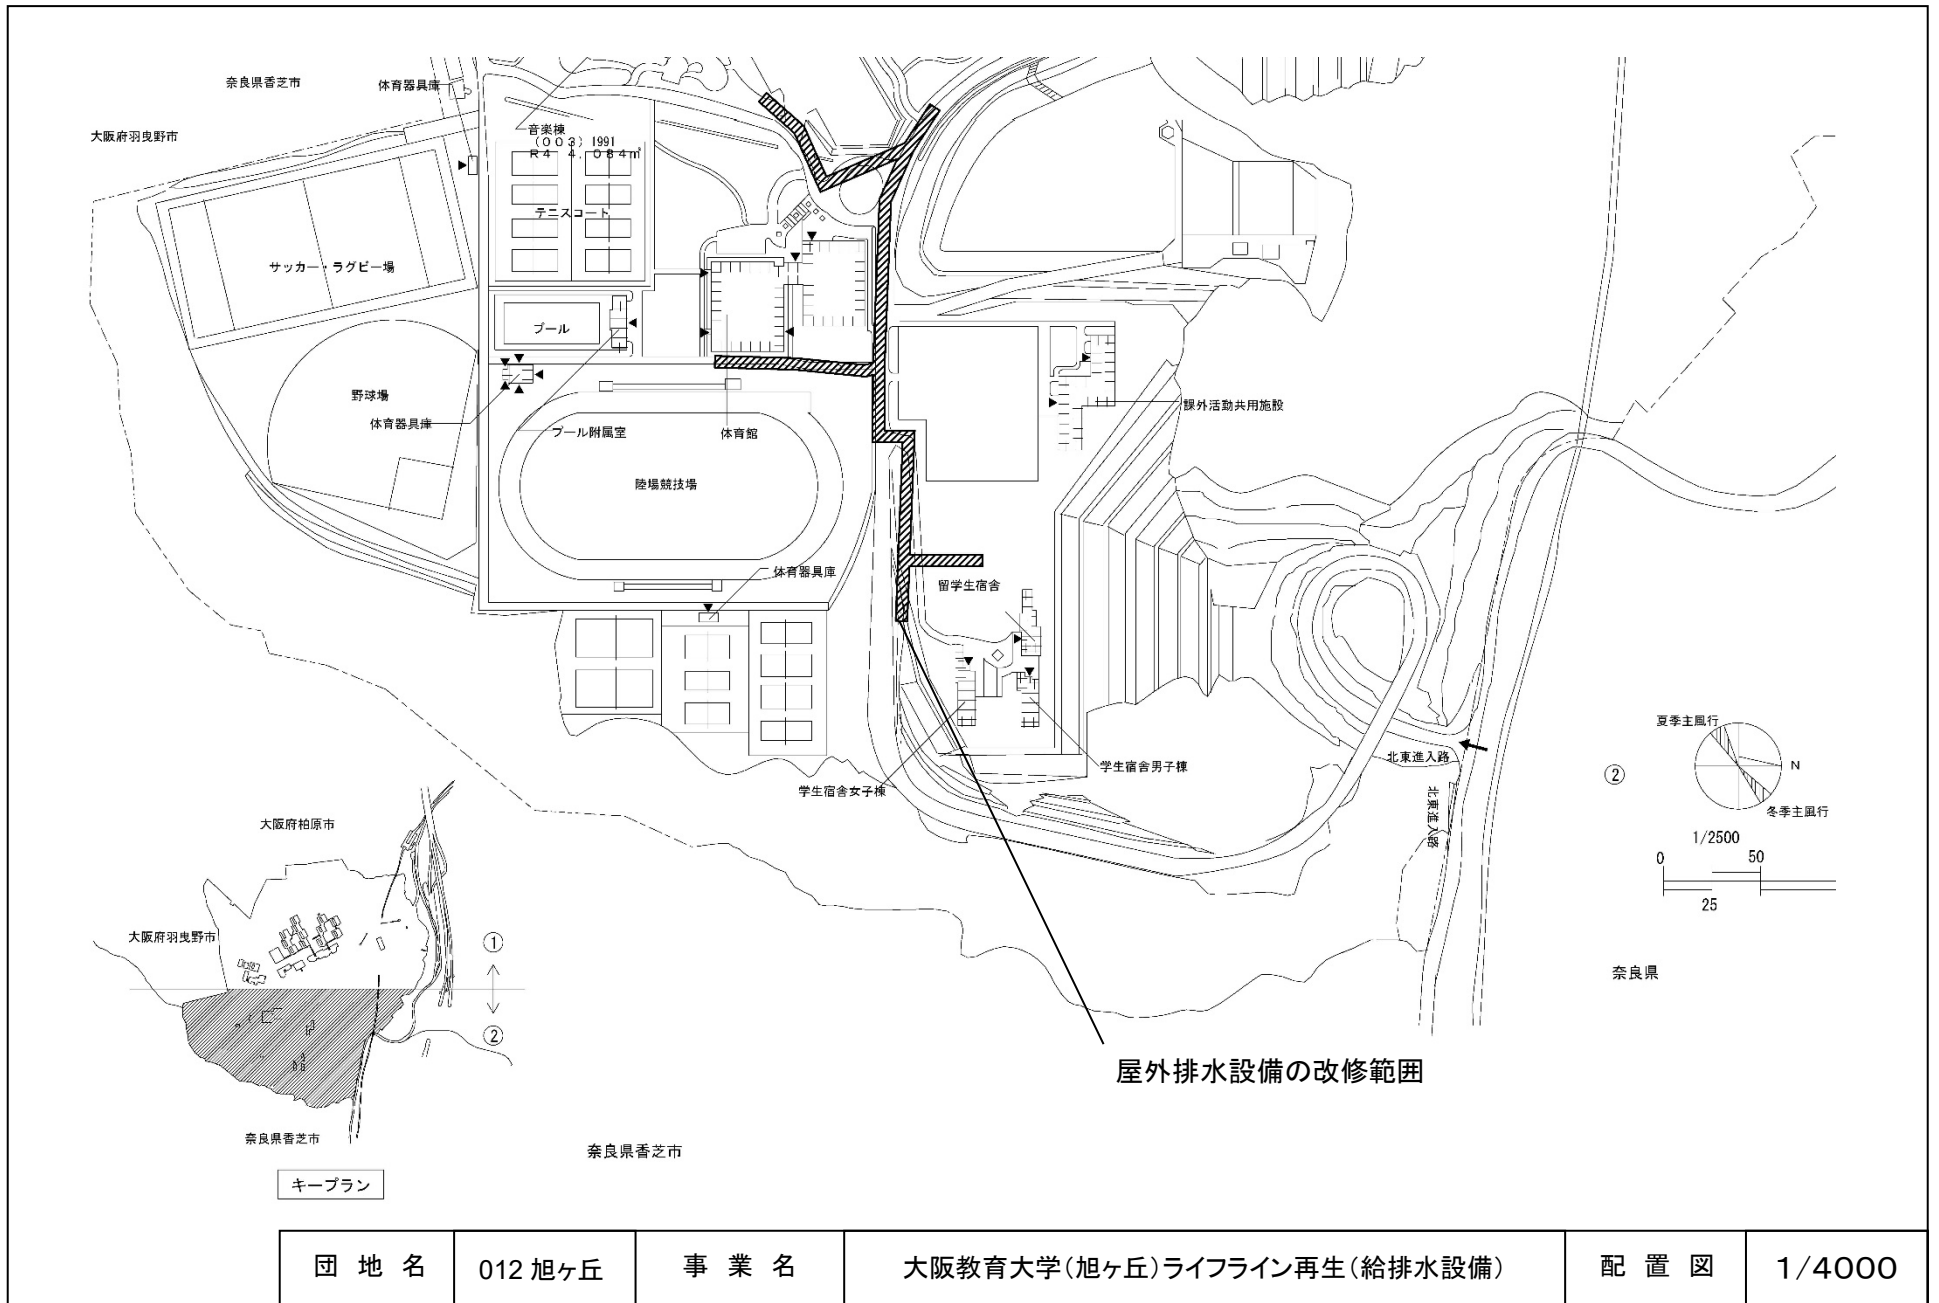 奈良県香芝市
体育器具庫
大阪府羽曳野市
音楽棟
(003) 1991
R4 4,084㎡
テニスコート
サッカー・ラグビー場
プール
野球場
体育器具庫
プール附属室
体育館
課外活動共用施設
陸場競技場
体育器具庫
留学生宿舎
夏季主風行
北東進入路
②
N
学生宿舎男子棟
学生宿舎女子棟
北東進入路
冬季主風行
大阪府柏原市
1/2500
0
50
25
大阪府羽曳野市
①
奈良県
②
屋外排水設備の改修範囲
奈良県香芝市
奈良県香芝市
キープラン
団地名
012 旭ヶ丘
事業名
大阪教育大学(旭ヶ丘)ライフライン再生(給排水設備)
配置図
1/4000